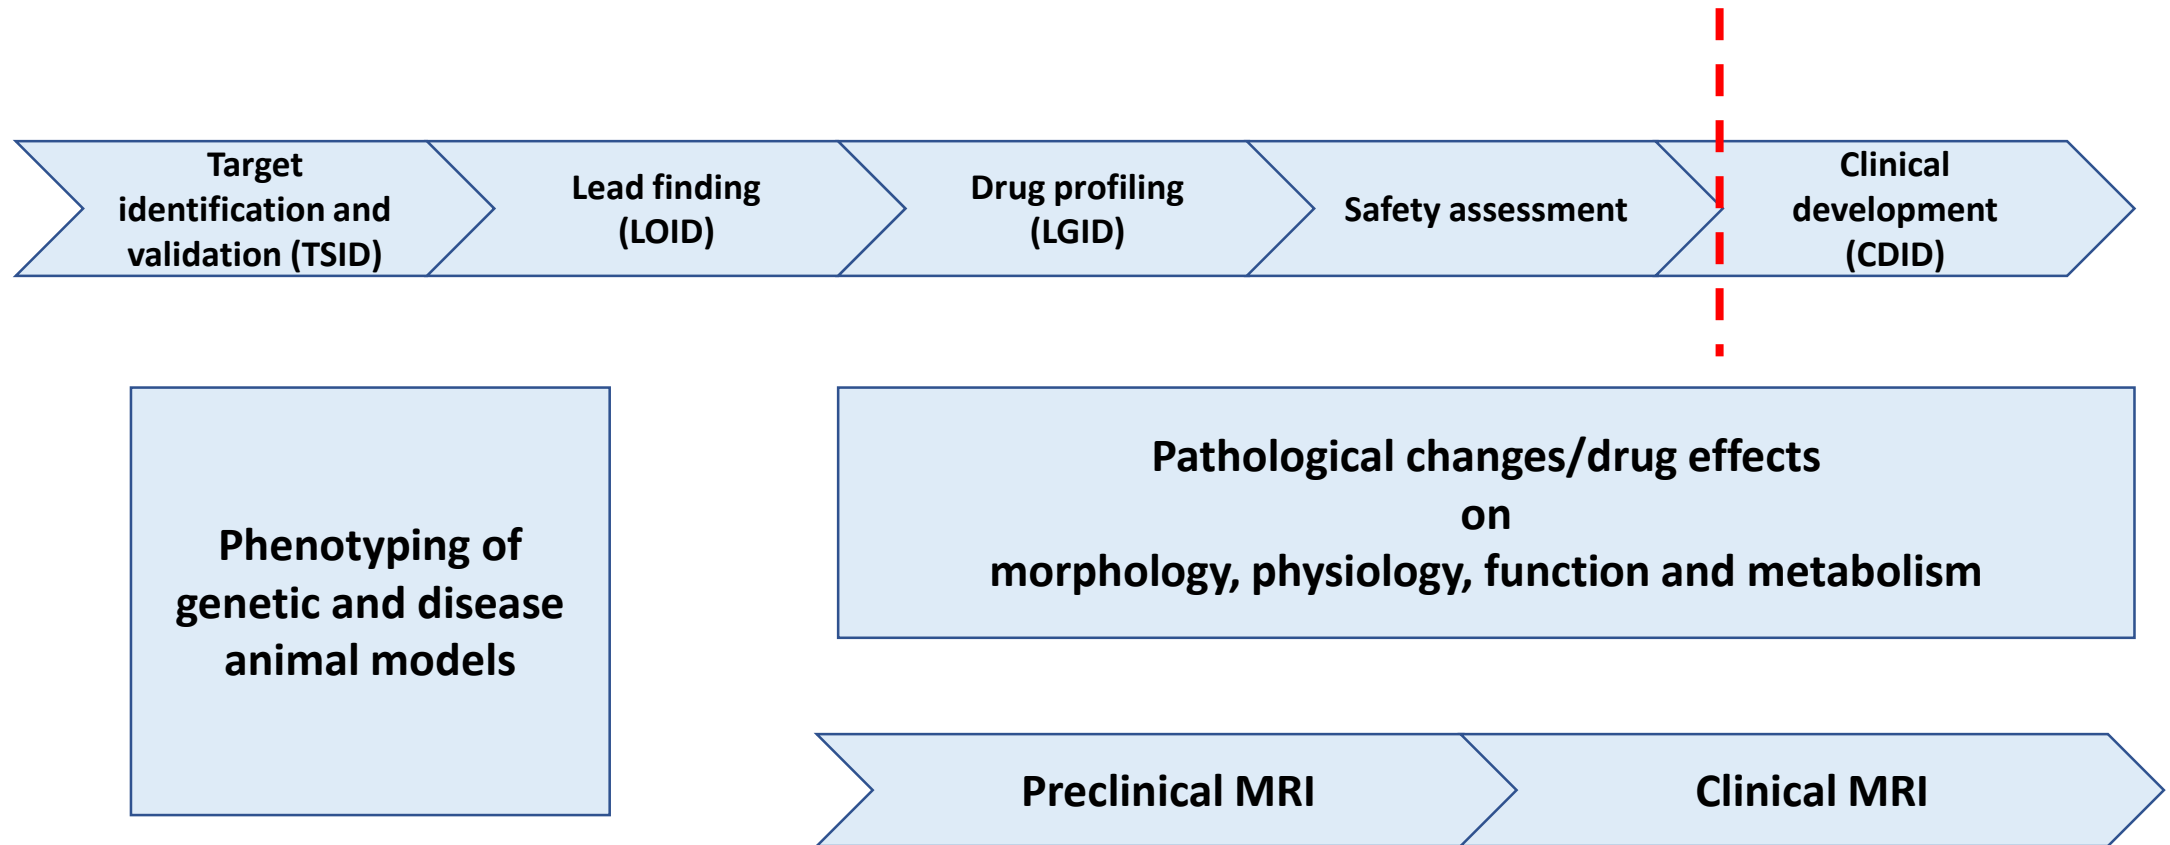 Target
identification and
validation (TSID)
Lead finding
(LOID)
Drug profiling
(LGID)
Safety assessment
Clinical
development
(CDID)
Phenotyping of
genetic and disease
animal models
Pathological changes/drug effects
on
morphology, physiology, function and metabolism
Preclinical MRI
Clinical MRI